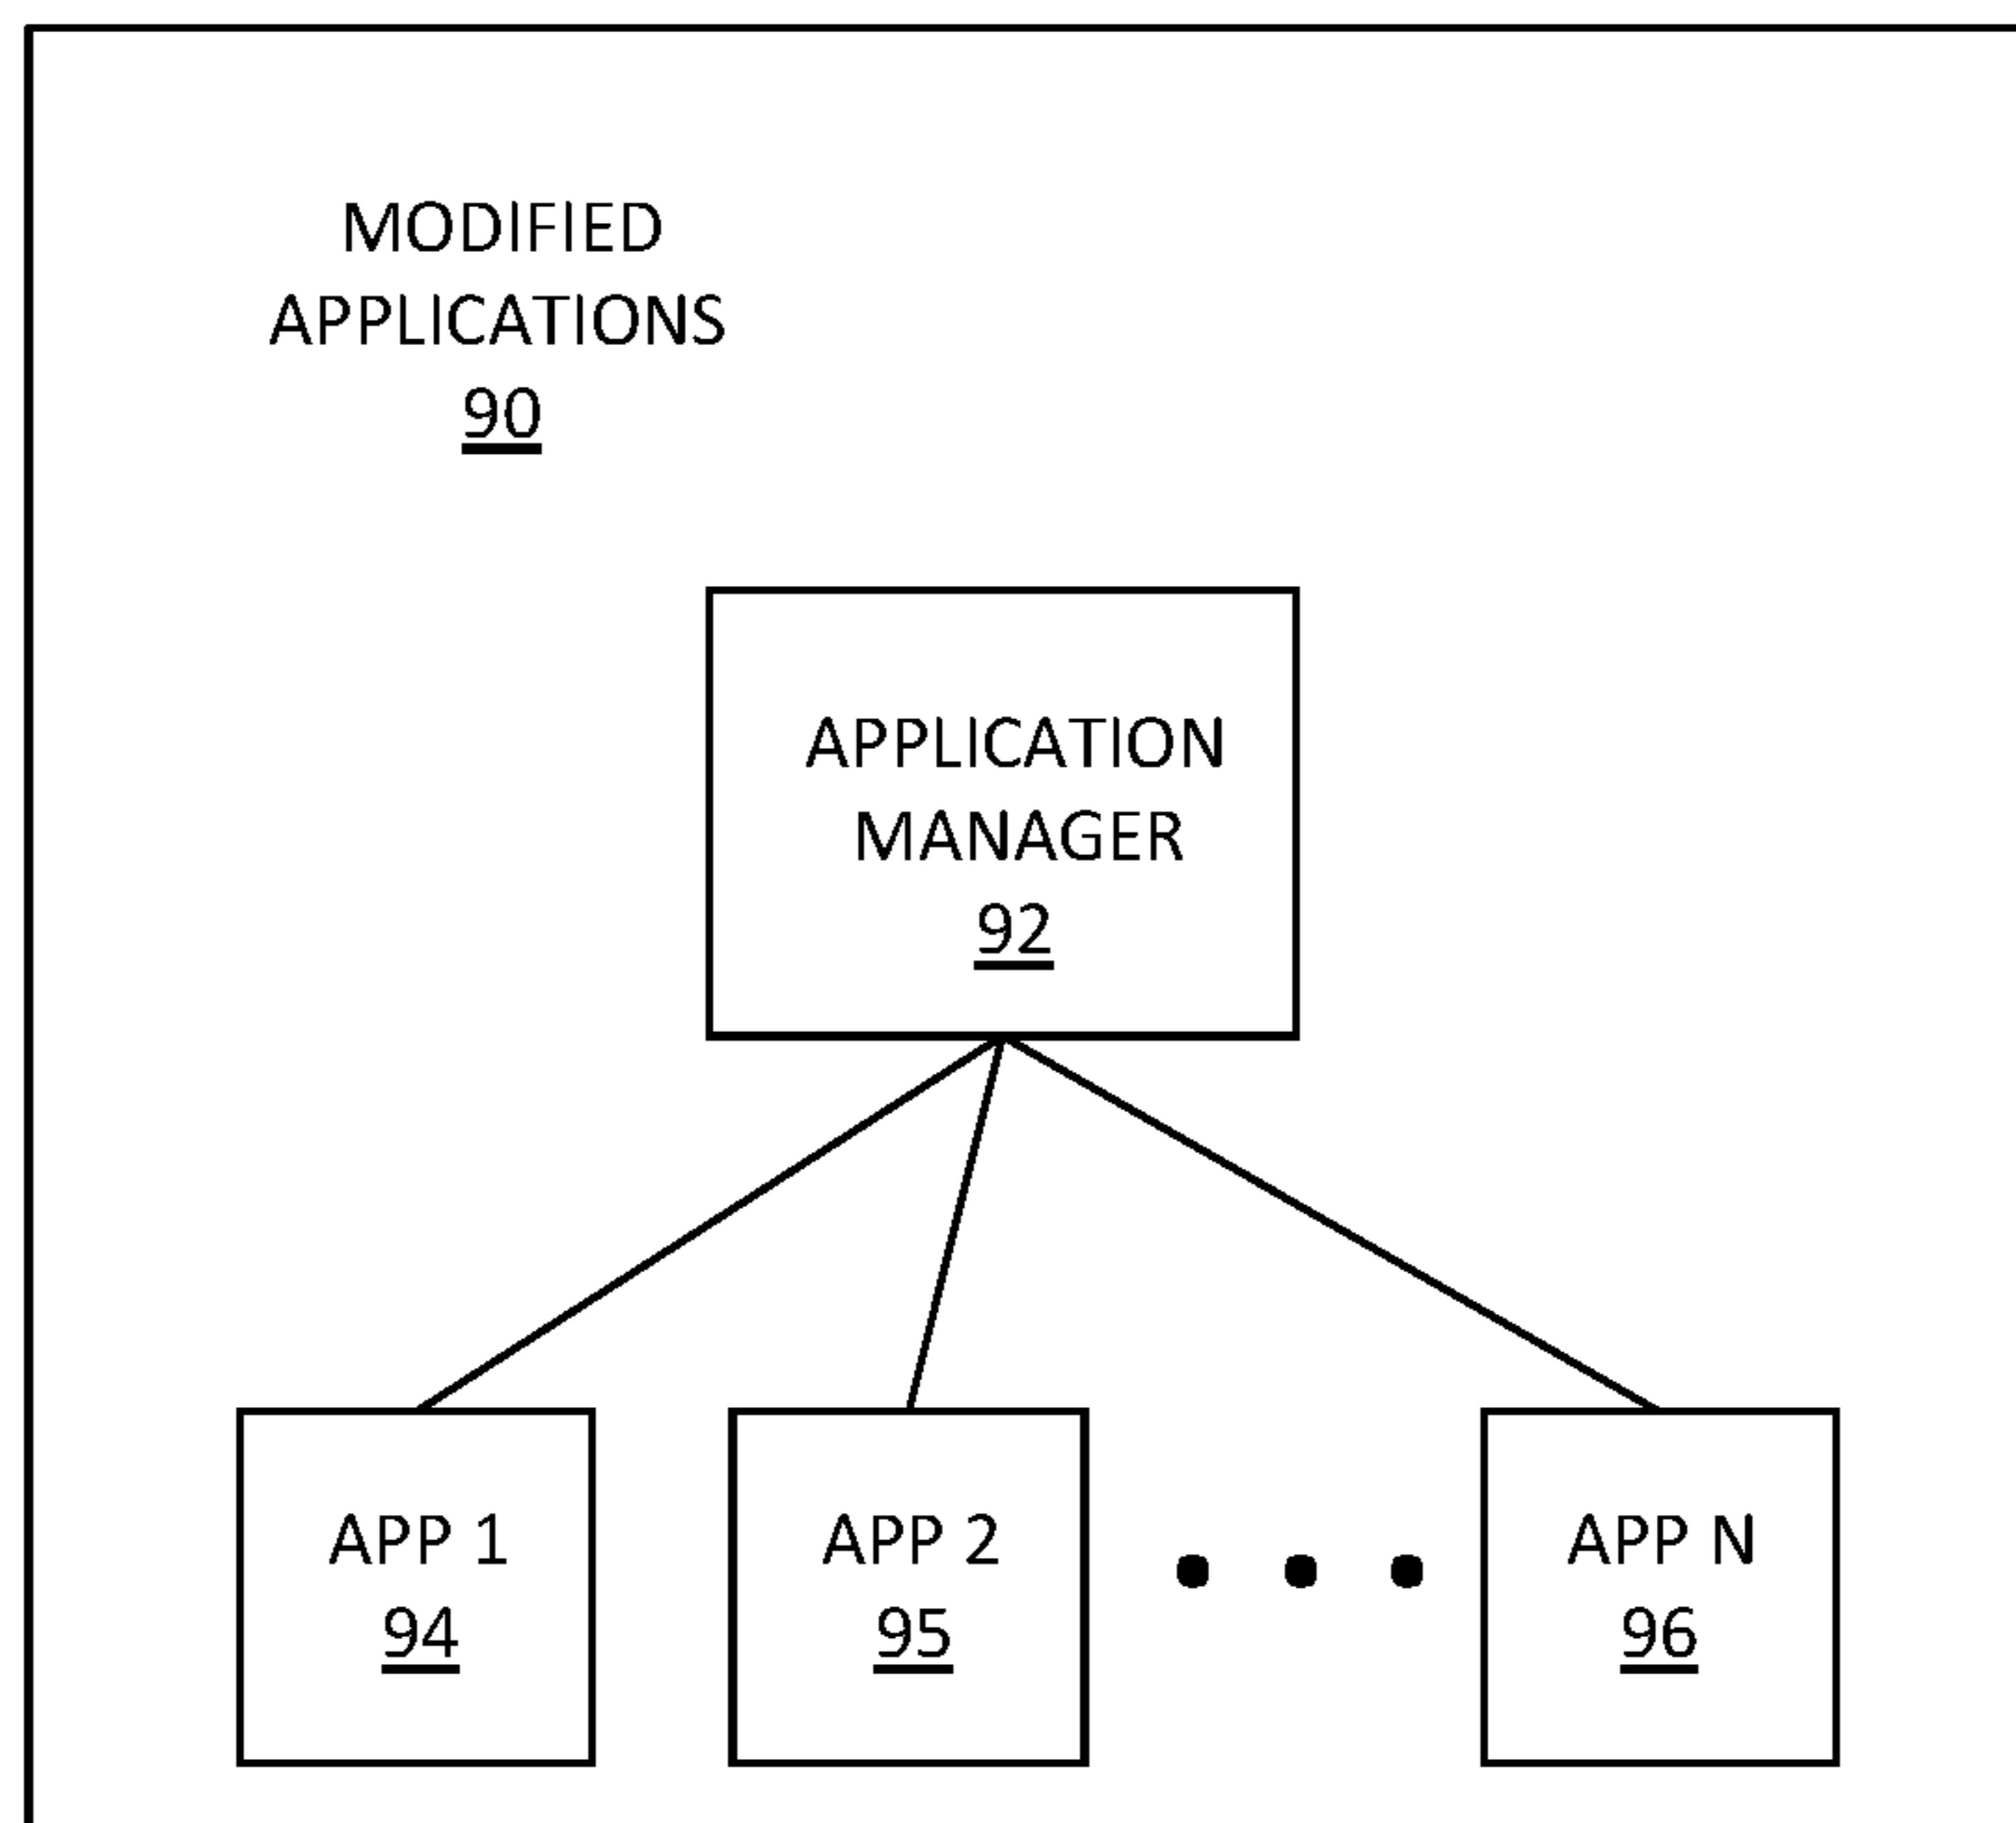 MODIFIED
APPLICATIONS
90
APPLICATION
MANAGER
92
APP 1
94
APP 2
95
APP N
96